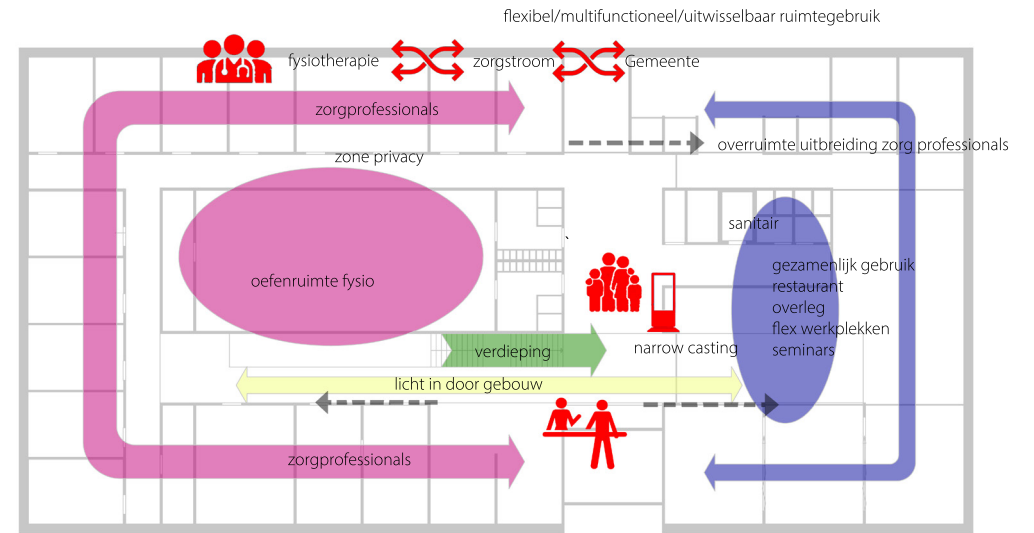 flexibel/multifunctioneel/uitwisselbaar ruimtegebruik
fysiotherapie
zorgstroom
Gemeente
zorgprofessionals
overruimte uitbreiding zorg professionals
zone privacy
sanitair
oefenruimte fysio
gezamenlijk gebruik
restaurant
overleg
flex werkplekken
seminars
narrow casting
verdieping
licht in door gebouw
zorgprofessionals